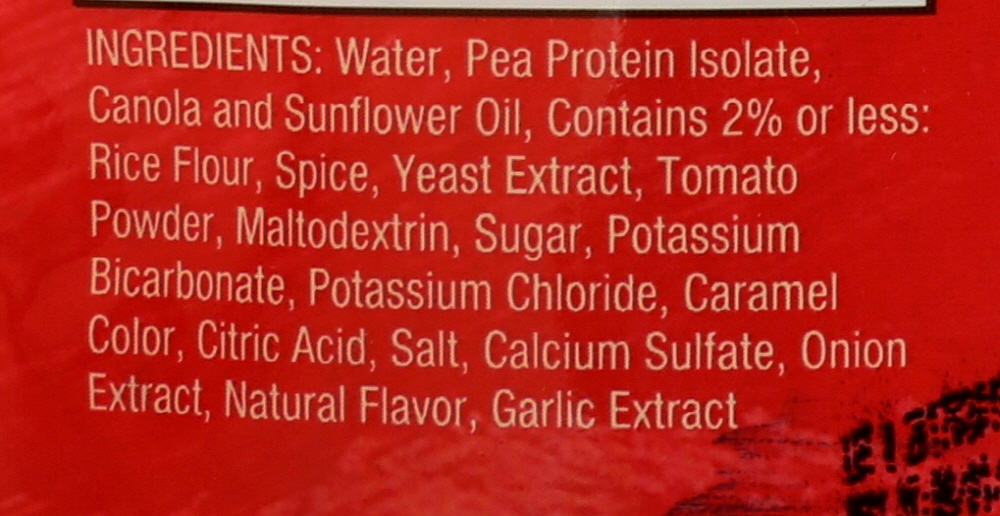 INGREDIENTS: Water, Pea Protein Isolate,
Canola and Sunflower Oil, Contains 2% or less:
Rice Flour, Spice, Yeast Extract, Tomato
Powder, Maltodextrin, Sugar, Potassium
Bicarbonate, Potassium Chloride, Caramel
Color, Citric Acid, Salt, Calcium Sulfate, Onion
Extract, Natural Flavor, Garlic Extract